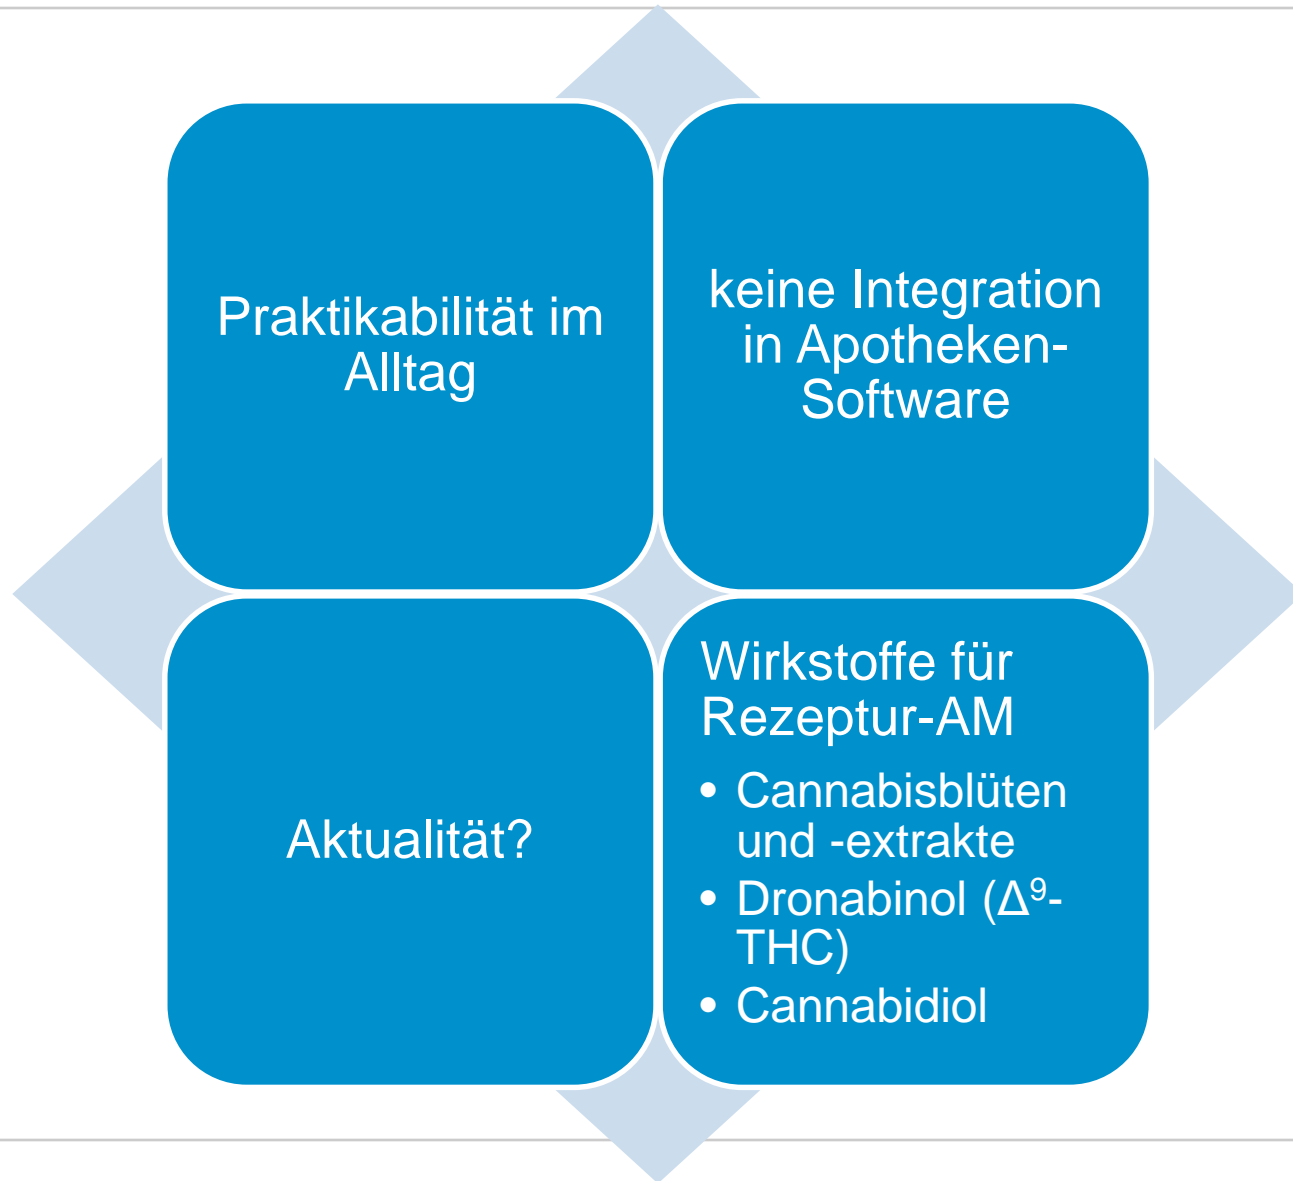 Praktikabilität im
Alltag
keine Integration
in Apotheken-
Software
Aktualität?
Wirkstoffe für
Rezeptur-AM
• Cannabisblüten
und -extrakte
• Dronabinol (Δ⁹-
THC)
• Cannabidiol